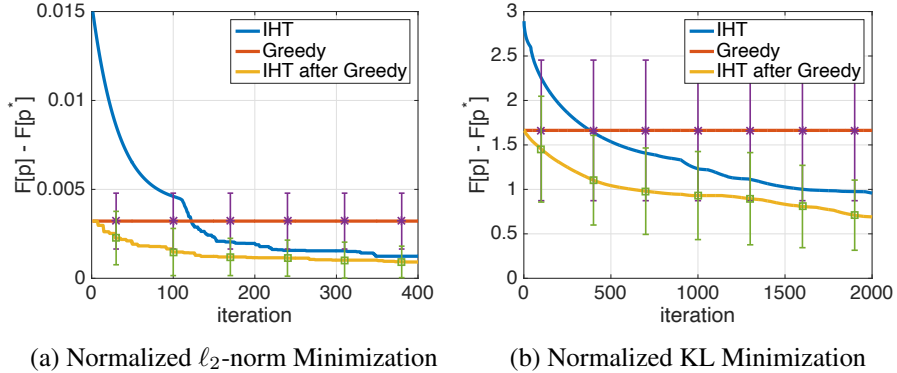 0.015
0.01
0.005
0
F[p] - F[p*]
IHT
Greedy
IHT after Greedy
0 100 200 300 400
iteration
(a) Normalized ℓ2-norm Minimization
3
2.5
2
1.5
1
0.5
0
F[p] - F[p*]
IHT
Greedy
IHT after Greedy
0 500 1000 1500 2000
iteration
(b) Normalized KL Minimization